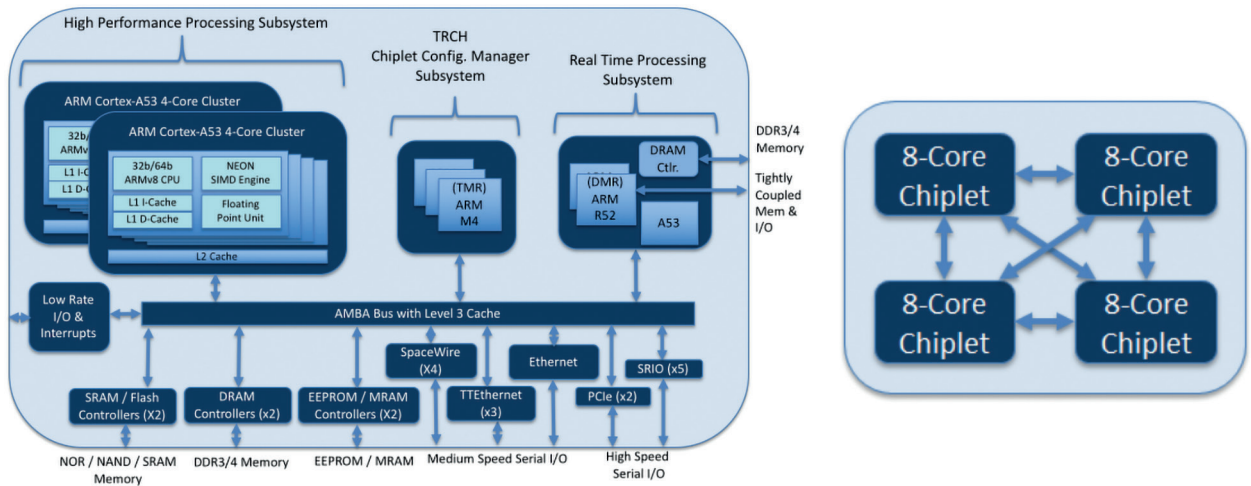 High Performance Processing Subsystem
TRCH
Chiplet Config. Manager
Subsystem
Real Time Processing
Subsystem
ARM Cortex-A53 4-Core Cluster
32b/
ARMv
L1 I-C
L1 D-C
ARM Cortex-A53 4-Core Cluster
32b/64b
ARMv8 CPU
NEON
SIMD Engine
L1 I-Cache
L1 D-Cache
Floating
Point Unit
L2 Cache
(TMR)
ARM
M4
DRAM
Ctlr.
(DMR)
ARM
R52
A53
DDR3/4
Memory
Tightly
Coupled
Mem &
I/O
Low Rate
I/O &
Interrupts
AMBA Bus with Level 3 Cache
SpaceWire
(X4)
Ethernet
SRIO (x5)
SRAM / Flash
Controllers (X2)
DRAM
Controllers (x2)
EEPROM / MRAM
Controllers (X2)
TTEthernet
(x3)
PCIe (x2)
NOR / NAND / SRAM
Memory
DDR3/4 Memory
EEPROM / MRAM
Medium Speed Serial I/O
High Speed
Serial I/O
8-Core
Chiplet
8-Core
Chiplet
8-Core
Chiplet
8-Core
Chiplet